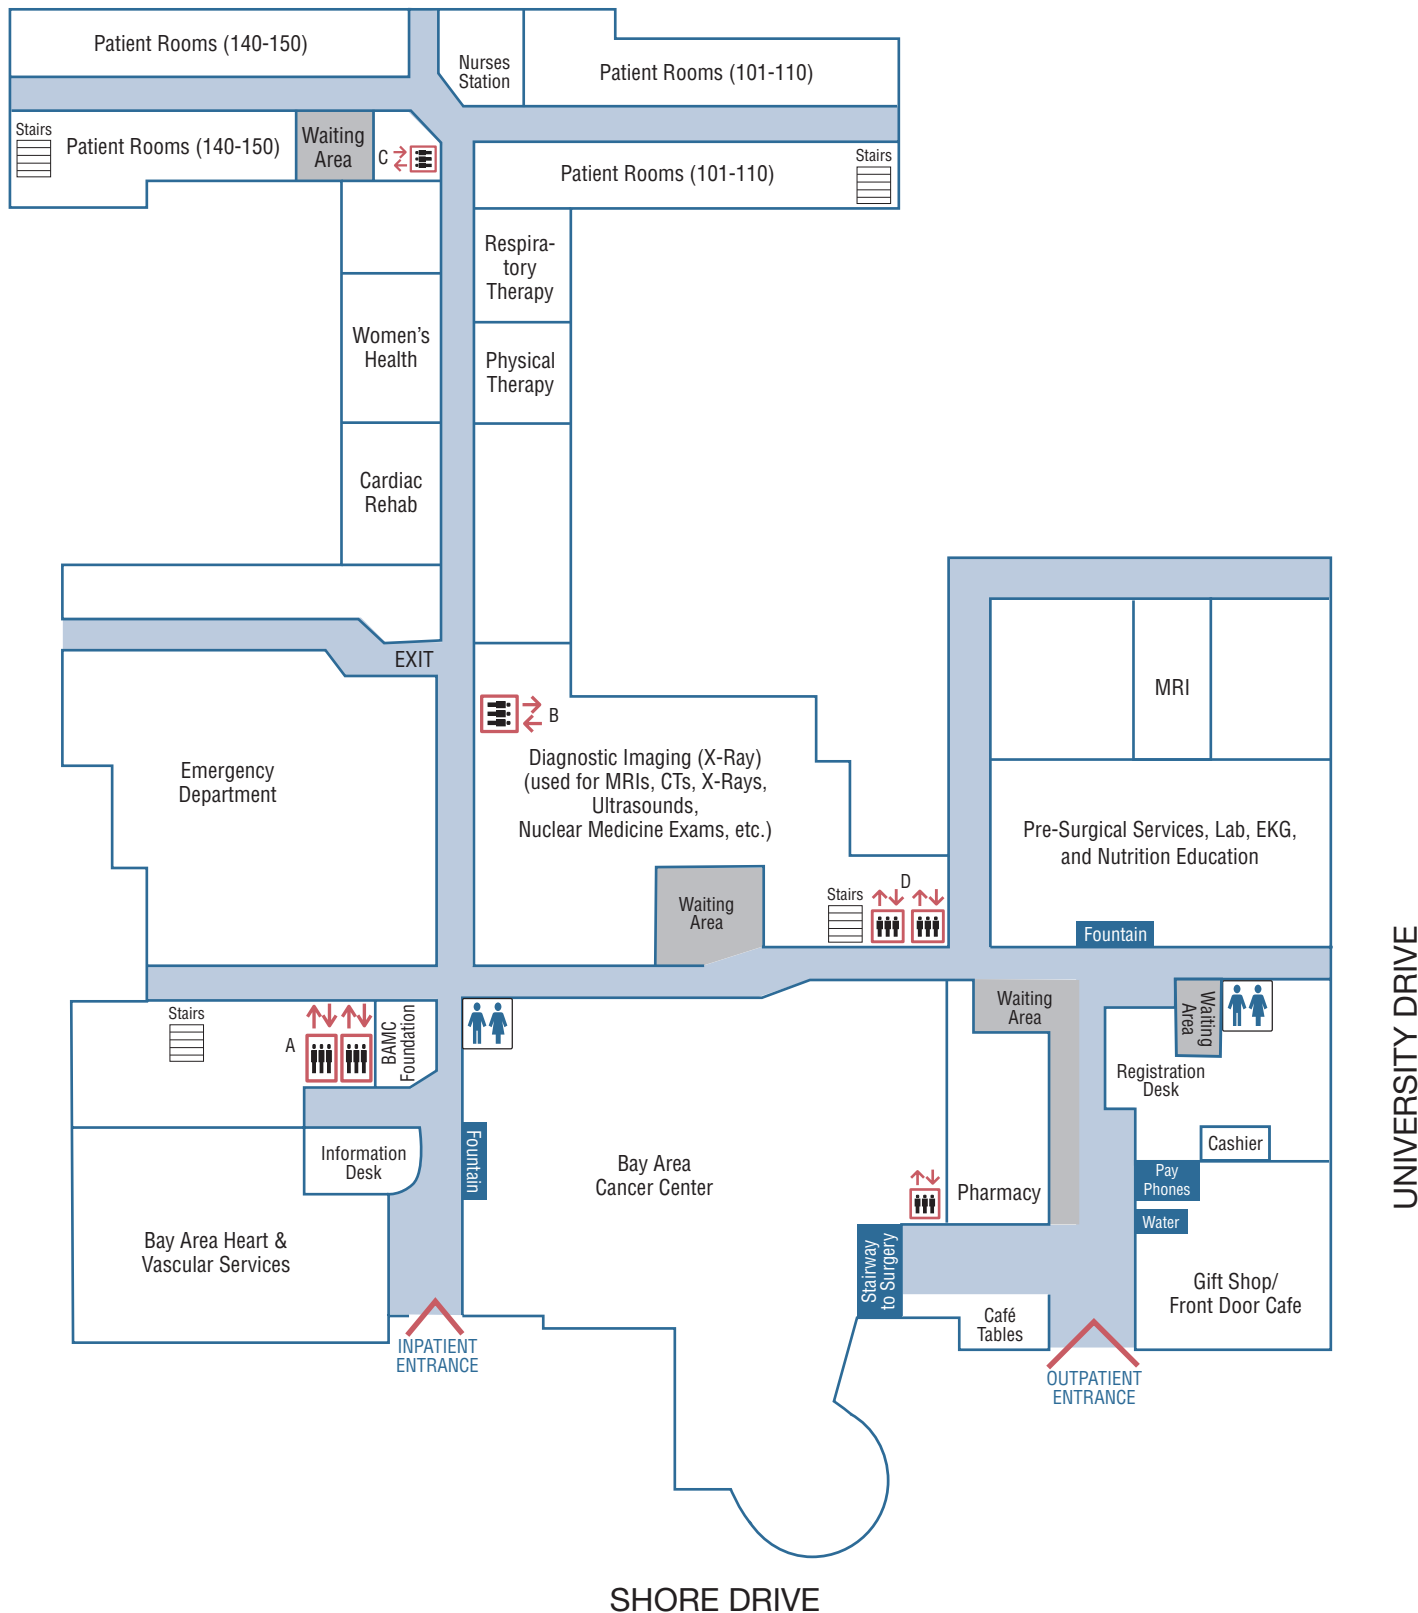 Patient Rooms (140-150)
Nurses
Station
Patient Rooms (101-110)
Stairs
Patient Rooms (140-150)
Waiting
Area
C
Patient Rooms (101-110)
Stairs
Respira-
tory
Therapy
Women's
Health
Physical
Therapy
Cardiac
Rehab
EXIT
MRI
B
Emergency
Department
Diagnostic Imaging (X-Ray)
(used for MRIs, CTs, X-Rays,
Ultrasounds,
Nuclear Medicine Exams, etc.)
Pre-Surgical Services, Lab, EKG,
and Nutrition Education
Waiting
Area
Stairs
D
Fountain
Stairs
A
BAMC
Foundation
Waiting
Area
Waiting
Area
Registration
Desk
Information
Desk
Fountain
Bay Area
Cancer Center
Pharmacy
Cashier
Pay
Phones
Water
Bay Area Heart &
Vascular Services
Stairway
to Surgery
Gift Shop/
Front Door Cafe
Café
Tables
INPATIENT
ENTRANCE
OUTPATIENT
ENTRANCE
UNIVERSITY DRIVE
SHORE DRIVE